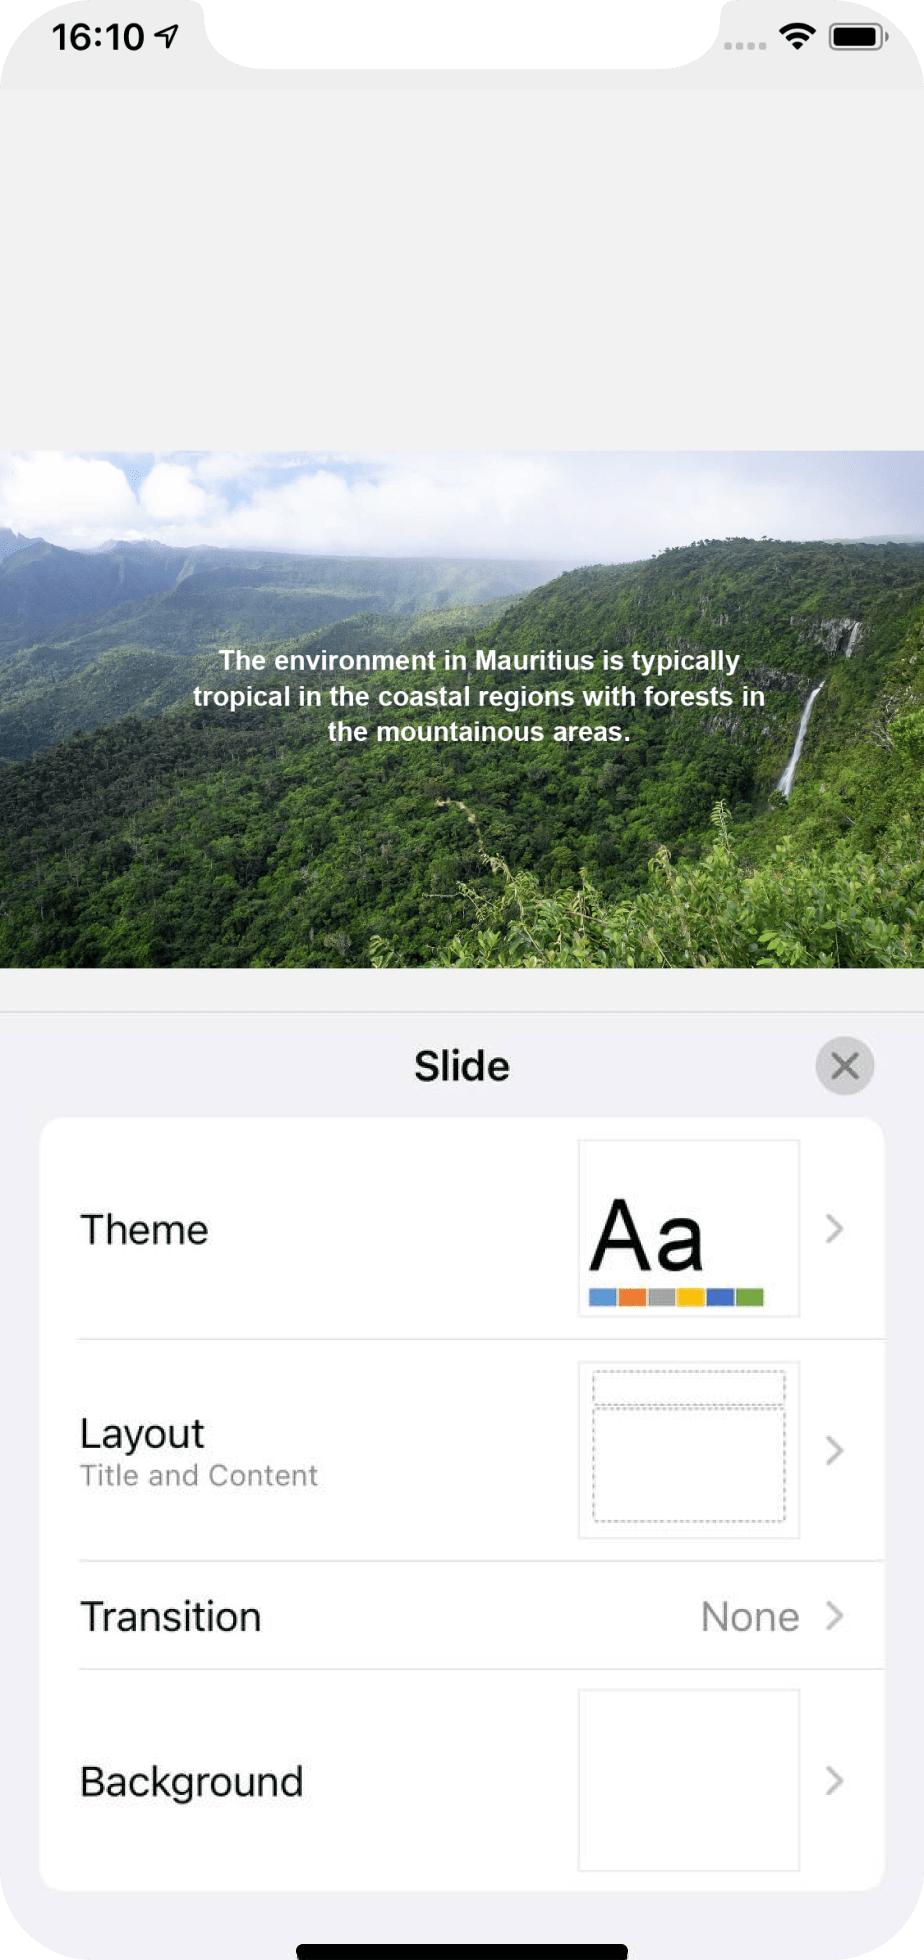 16:10
The environment in Mauritius is typically
tropical in the coastal regions with forests in
the mountainous areas.
Slide
Theme
Aa
Layout
Title and Content
Transition
None
Background